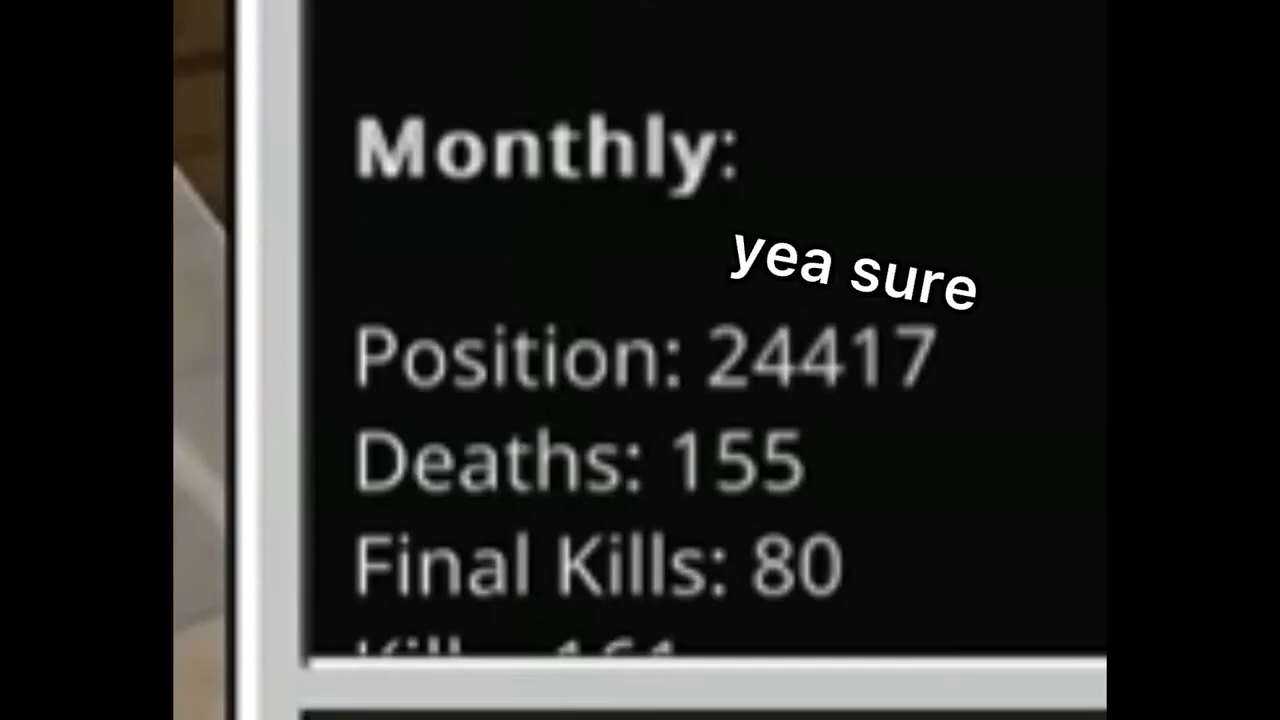 Monthly:
yea sure
Position: 24417
Deaths: 155
Final Kills: 80